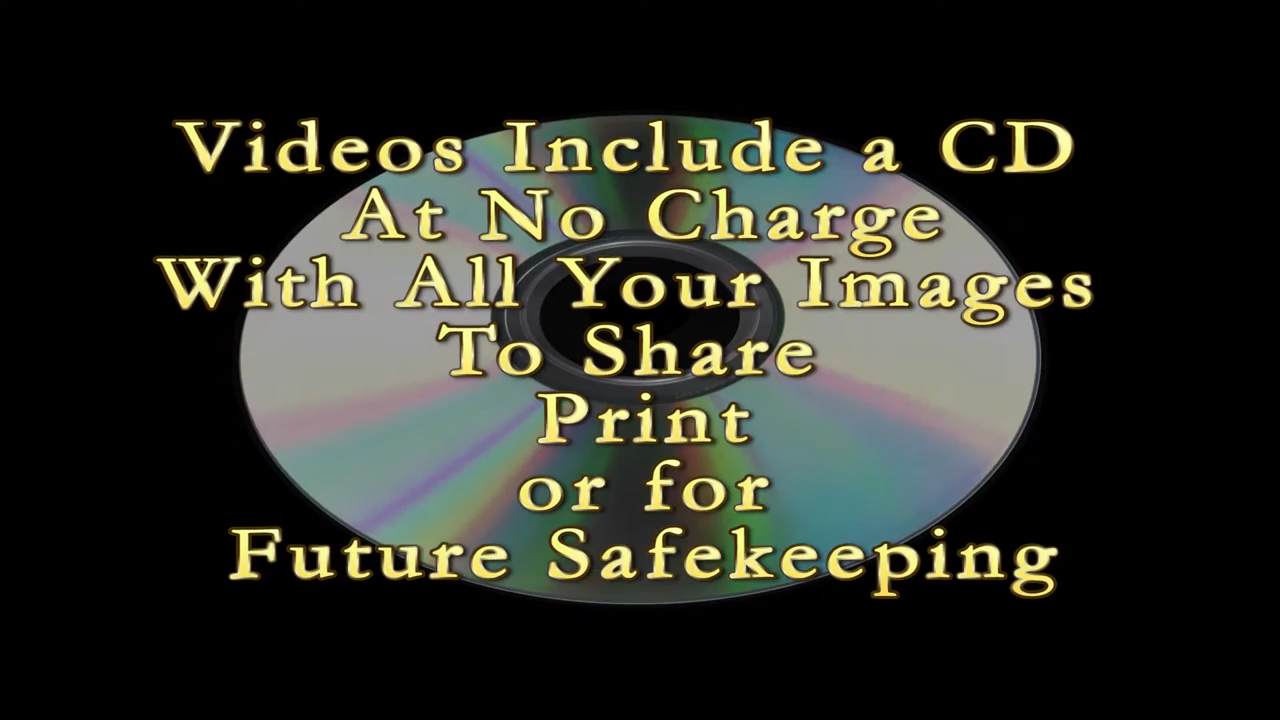 Videos Include a CD
At No Charge
With All Your Images
To Share
Print
or for
Future Safekeeping